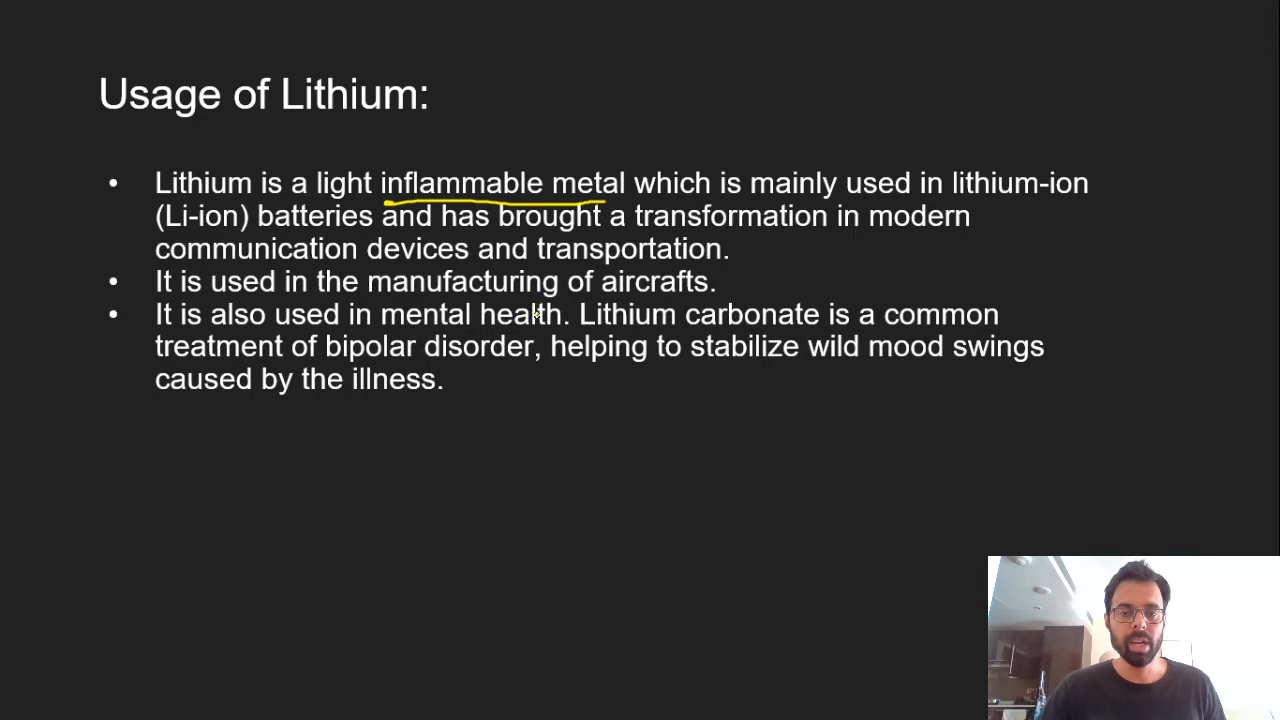 Usage of Lithium:
• Lithium is a light inflammable metal which is mainly used in lithium-ion
(Li-ion) batteries and has brought a transformation in modern
communication devices and transportation.
• It is used in the manufacturing of aircrafts.
• It is also used in mental health. Lithium carbonate is a common
treatment of bipolar disorder, helping to stabilize wild mood swings
caused by the illness.